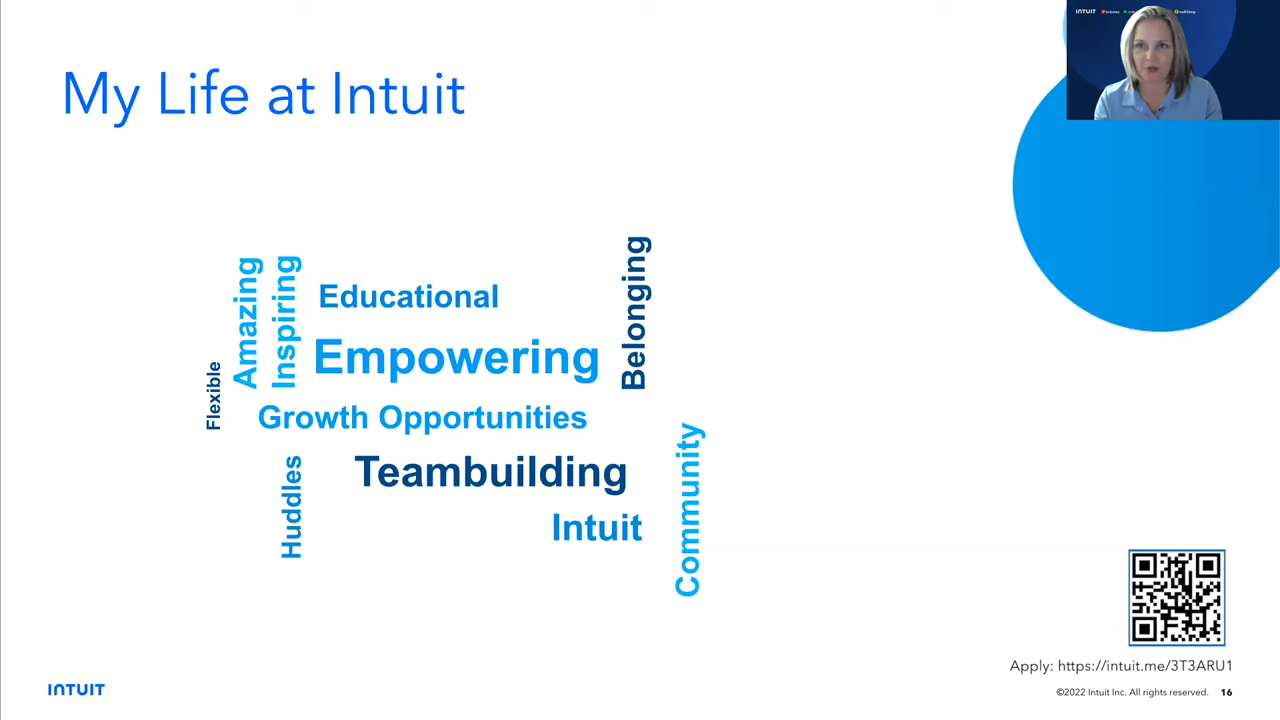 INTUIT
My Life at Intuit
Belonging
Amazing
Inspiring
Educational
Empowering
Flexible
Growth Opportunities
Community
Huddles
Teambuilding
Intuit
Apply: https://intuit.me/3T3ARU1
INTUIT
©2022 Intuit Inc. All rights reserved. 16